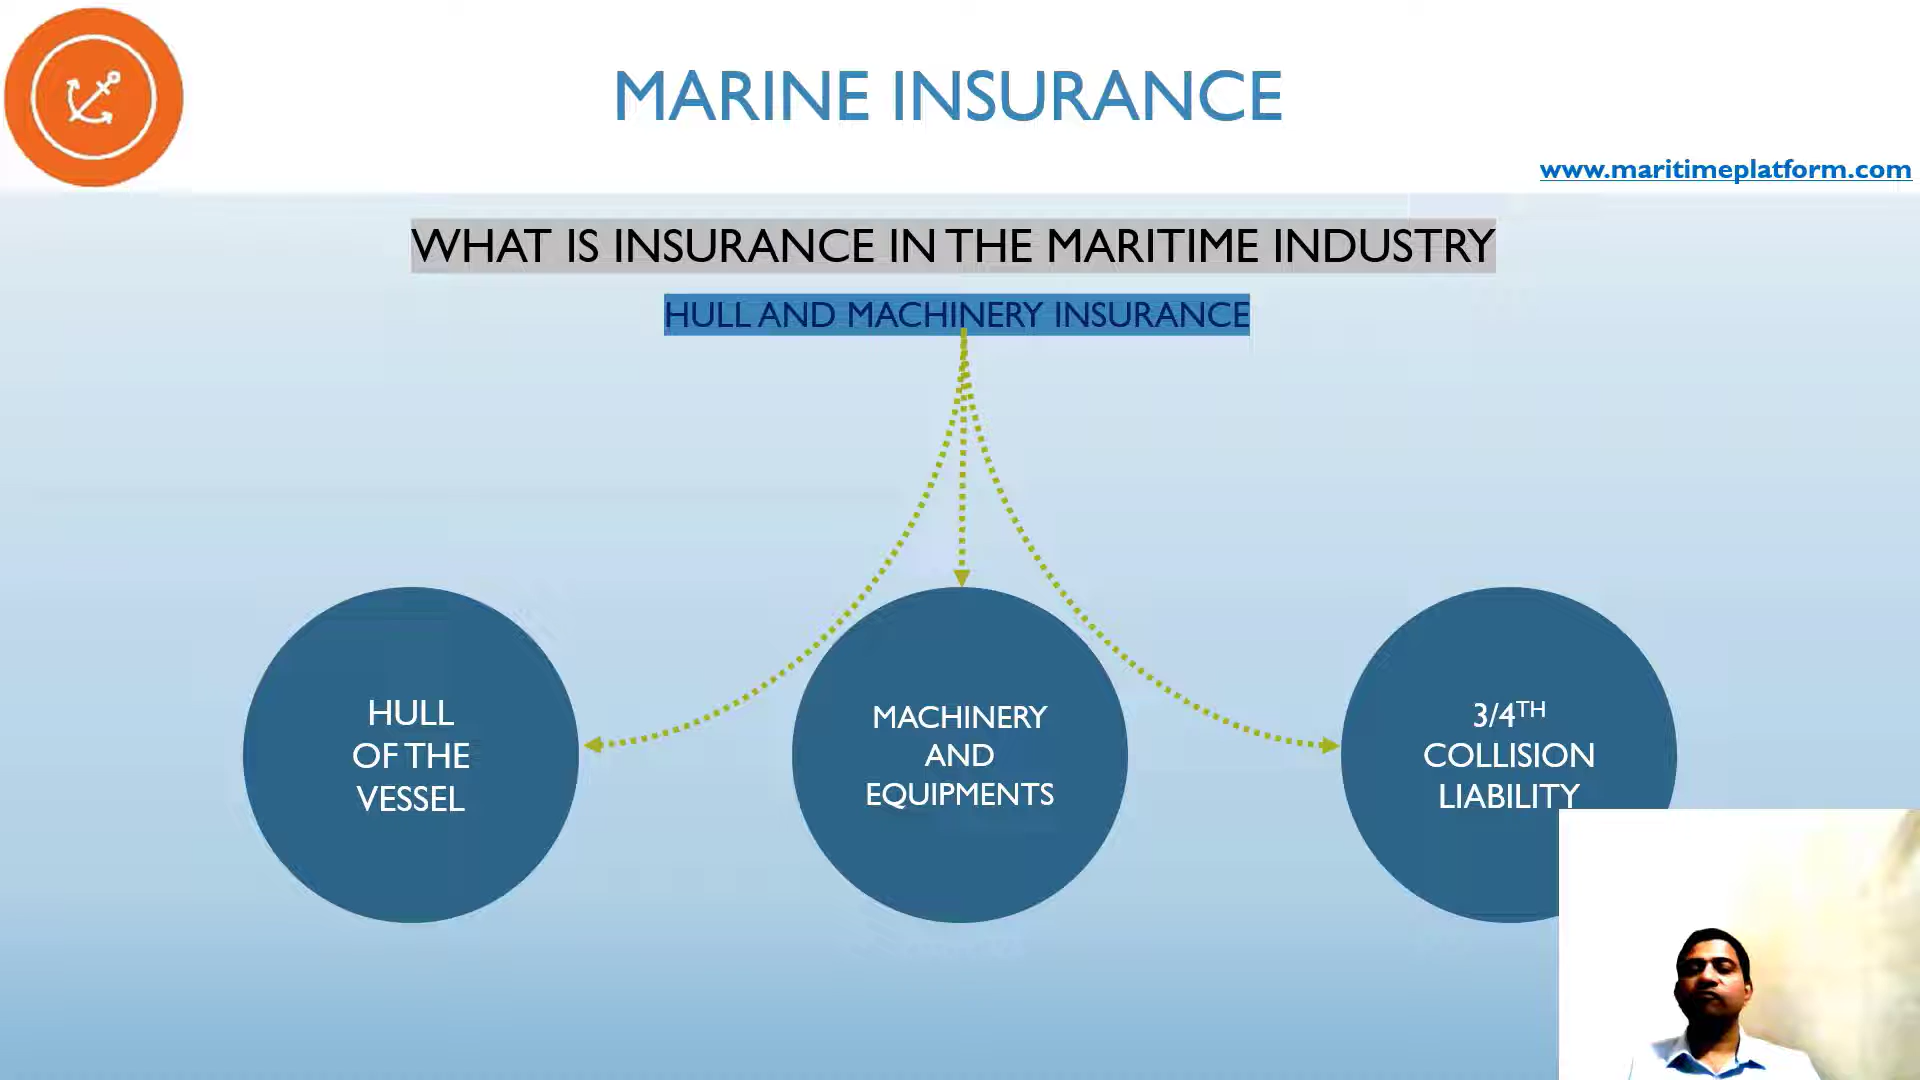 MARINE INSURANCE
www.maritimeplatform.com
WHAT IS INSURANCE IN THE MARITIME INDUSTRY
HULL AND MACHINERY INSURANCE
HULL
OF THE
VESSEL
MACHINERY
AND
EQUIPMENTS
3/4TH
COLLISION
LIABILITY